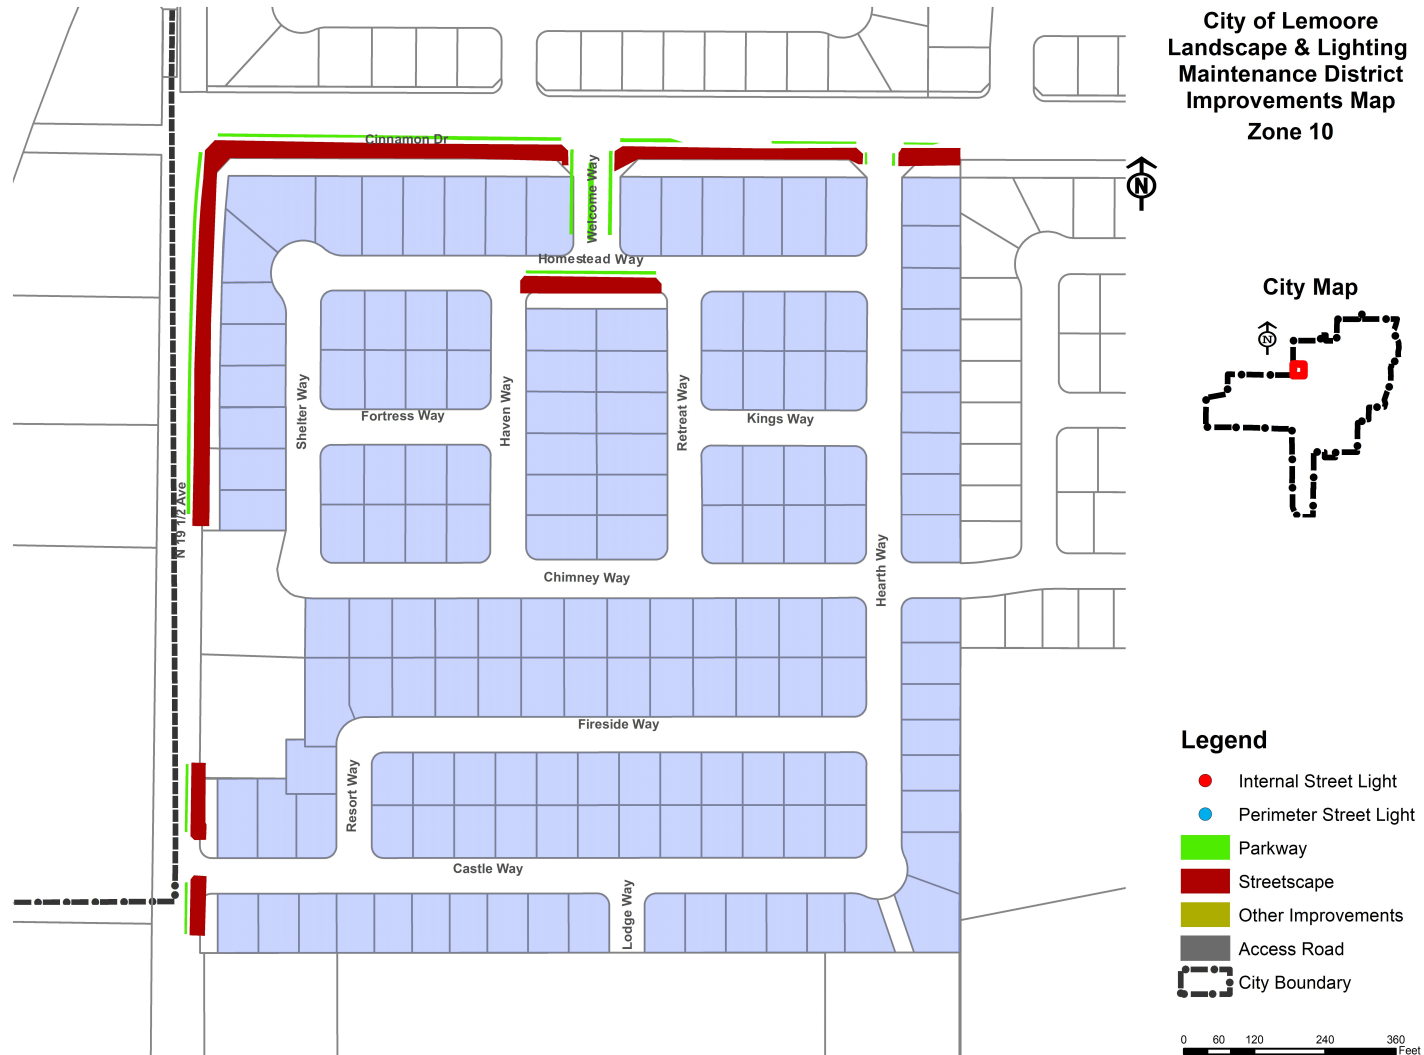 City of Lemoore
Landscape & Lighting
Maintenance District
Improvements Map
Zone 10
Cinnamon Dr
Welcome Way
Homestead Way
N
City Map
N
Shelter Way
Haven Way
Retreat Way
Fortress Way
Kings Way
N 19 1/2 Ave
Hearth Way
Chimney Way
Fireside Way
Resort Way
Castle Way
Lodge Way
Legend
Internal Street Light
Perimeter Street Light
Parkway
Streetscape
Other Improvements
Access Road
City Boundary
0 60 120 240 360
Feet